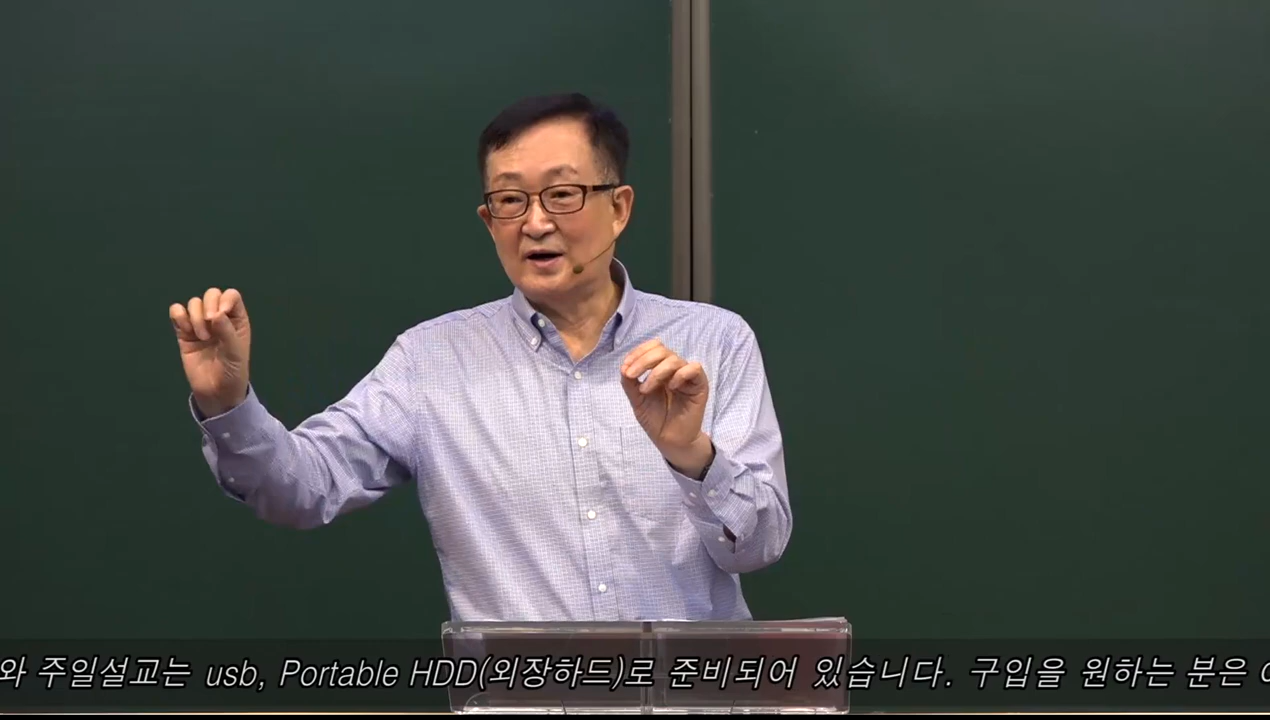 와 주일설교는 usb, Portable HDD(외장하드)로 준비되어 있습니다. 구입을 원하는 분은